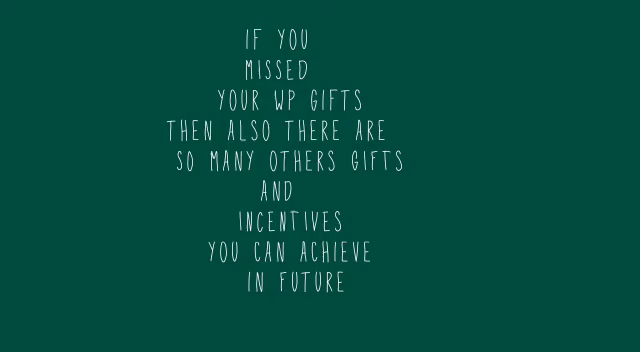 IF YOU
MISSED
YOUR WP GIFTS
THEN ALSO THERE ARE
SO MANY OTHERS GIFTS
AND
INCENTIVES
YOU CAN ACHIEVE
IN FUTURE